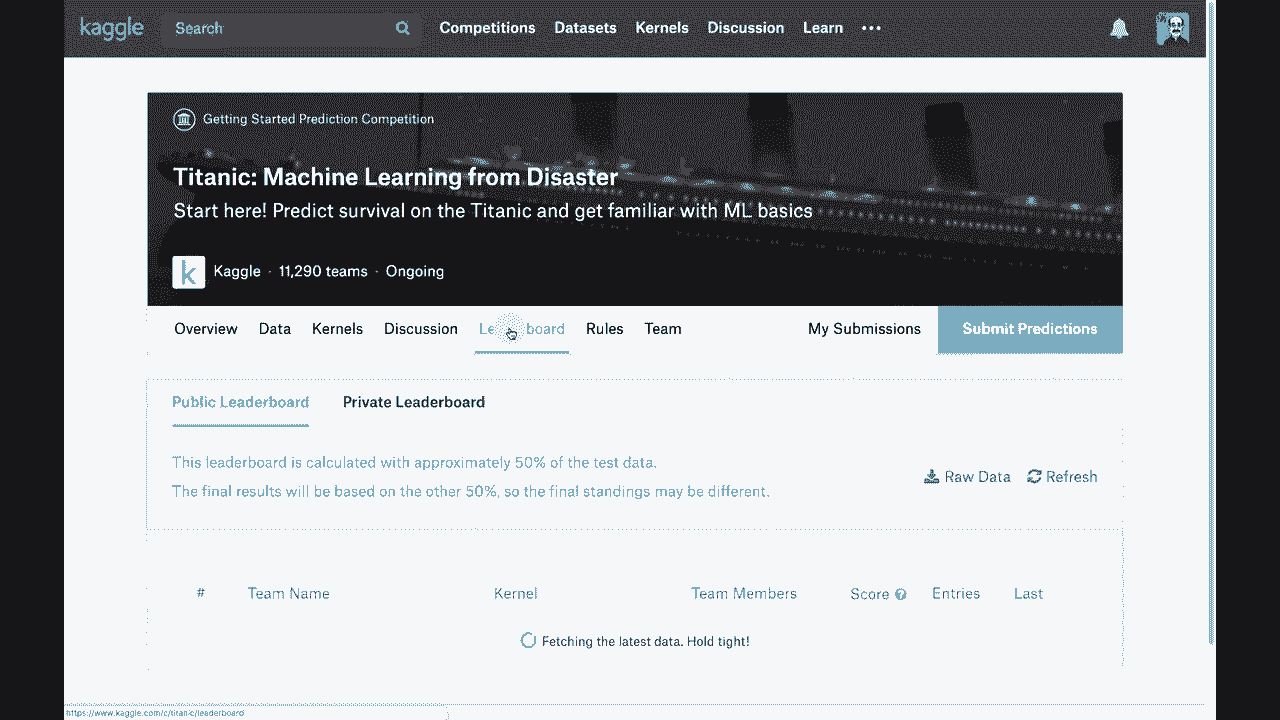 kaggle Search Competitions Datasets Kernels Discussion Learn
Getting Started Prediction Competition
Titanic: Machine Learning from Disaster
Start here! Predict survival on the Titanic and get familiar with ML basics
k Kaggle · 11,290 teams · Ongoing
Overview Data Kernels Discussion Leaderboard Rules Team My Submissions Submit Predictions
Public Leaderboard Private Leaderboard
This leaderboard is calculated with approximately 50% of the test data.
Raw Data Refresh
The final results will be based on the other 50%, so the final standings may be different.
# Team Name Kernel Team Members Score Entries Last
Fetching the latest data. Hold tight!
https://www.kaggle.com/c/titanic/leaderboard